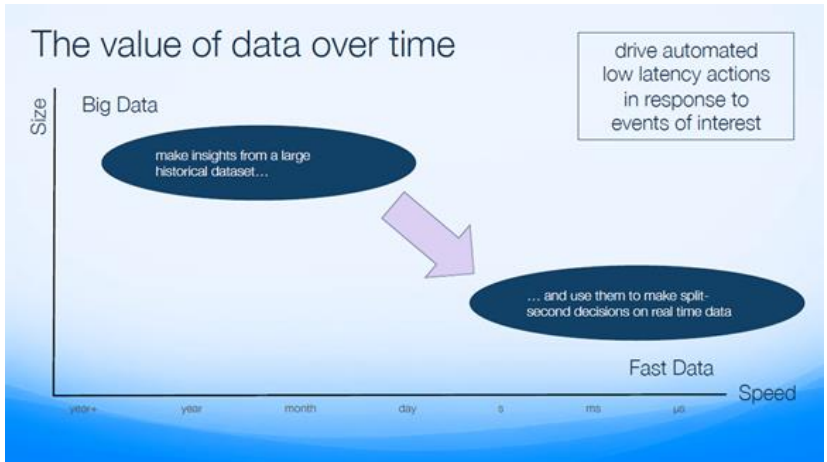 The value of data over time
drive automated
low latency actions
in response to
events of interest
Size
Big Data
make insights from a large
historical dataset...
... and use them to make split-
second decisions on real time data
Fast Data
Speed
year+ year month day s ms µs